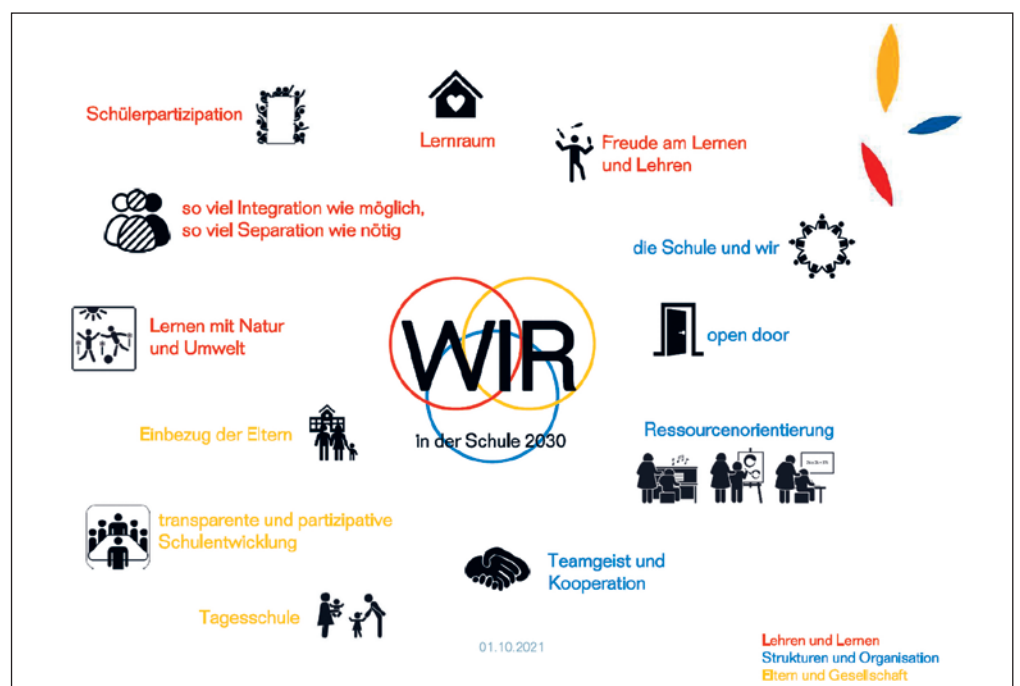 Schülerpartizipation
Lernraum
Freude am Lernen
und Lehren
so viel Integration wie möglich,
so viel Separation wie nötig
die Schule und wir
Lernen mit Natur
und Umwelt
open door
WIR
in der Schule 2030
Einbezug der Eltern
Ressourcenorientierung
transparente und partizipative
Schulentwicklung
Teamgeist und
Kooperation
Tagesschule
01.10.2021
Lehren und Lernen
Strukturen und Organisation
Eltern und Gesellschaft